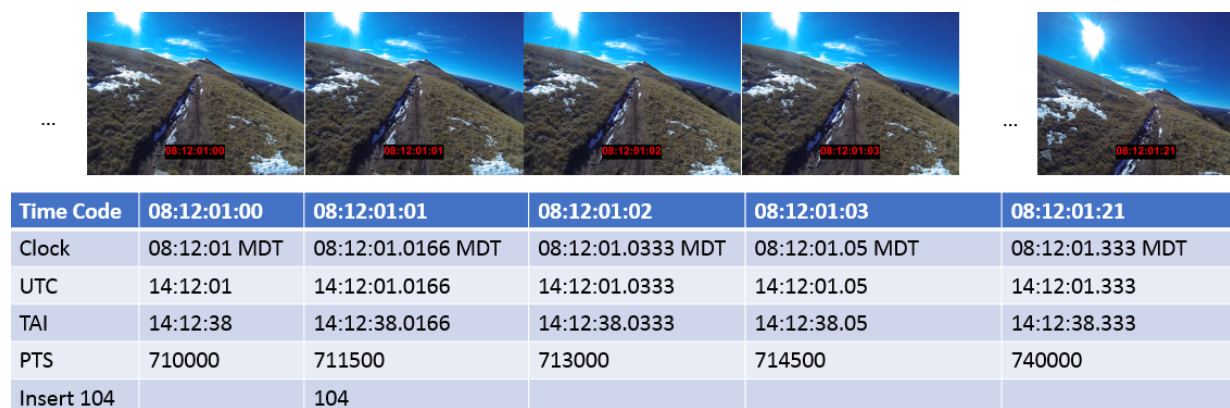 ...
08:12:01:00 08:12:01:01 08:12:01:02 08:12:01:03 ... 08:12:01:21
Time Code 08:12:01:00 08:12:01:01 08:12:01:02 08:12:01:03 08:12:01:21
Clock 08:12:01 MDT 08:12:01.0166 MDT 08:12:01.0333 MDT 08:12:01.05 MDT 08:12:01.333 MDT
UTC 14:12:01 14:12:01.0166 14:12:01.0333 14:12:01.05 14:12:01.333
TAI 14:12:38 14:12:38.0166 14:12:38.0333 14:12:38.05 14:12:38.333
PTS 710000 711500 713000 714500 740000
Insert 104 104